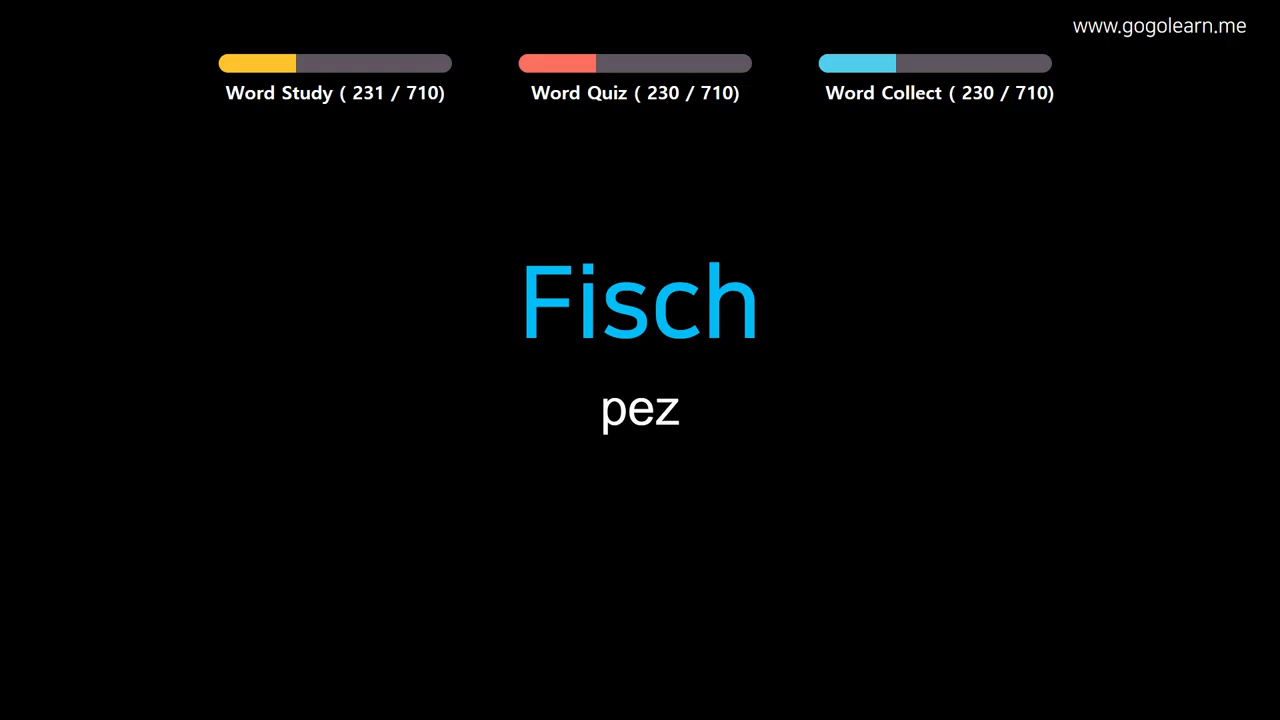 www.gogolearn.me
Word Study ( 231 / 710)
Word Quiz ( 230 / 710)
Word Collect ( 230 / 710)
Fisch
pez